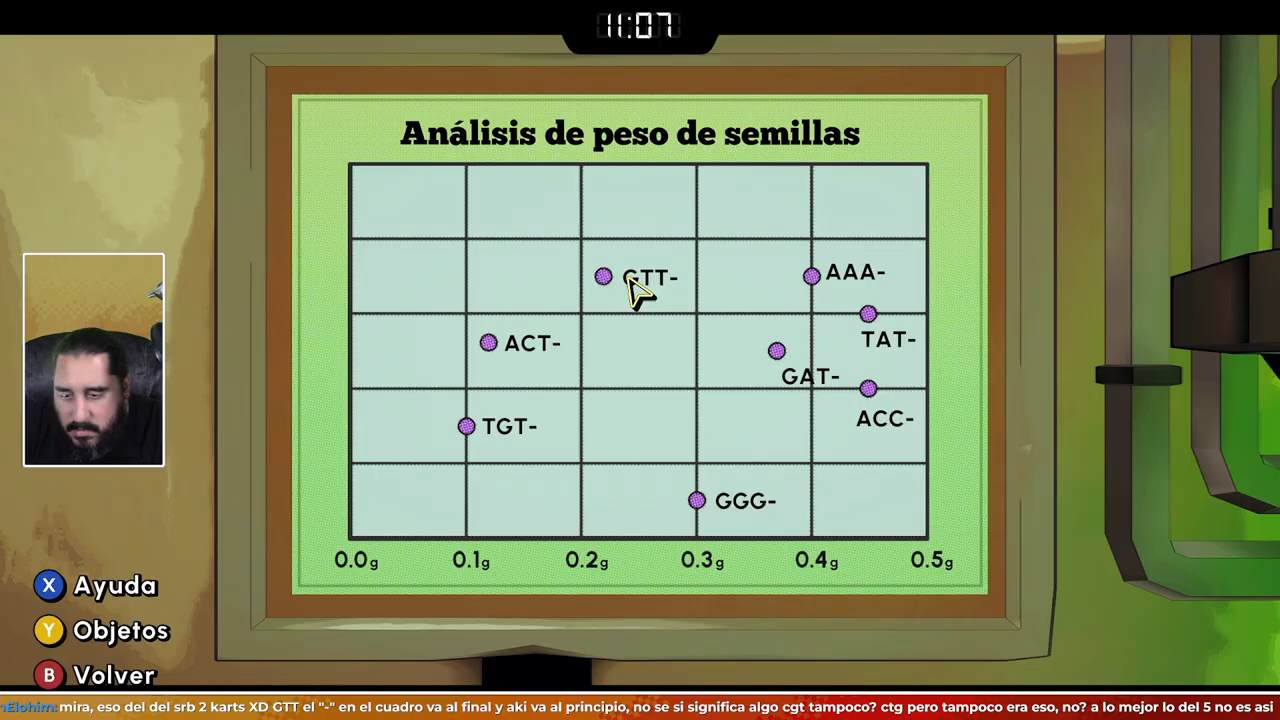 11:07
Análisis de peso de semillas
GTT-
AAA-
TAT-
ACT-
GAT-
ACC-
TGT-
GGG-
0.0g 0.1g 0.2g 0.3g 0.4g 0.5g
X Ayuda
Y Objetos
B Volver
nElohim: mira, eso del del srb 2 karts XD GTT el "-" en el cuadro va al final y aki va al principio, no se si significa algo cgt tampoco? ctg pero tampoco era eso, no? a lo mejor lo del 5 no es asi